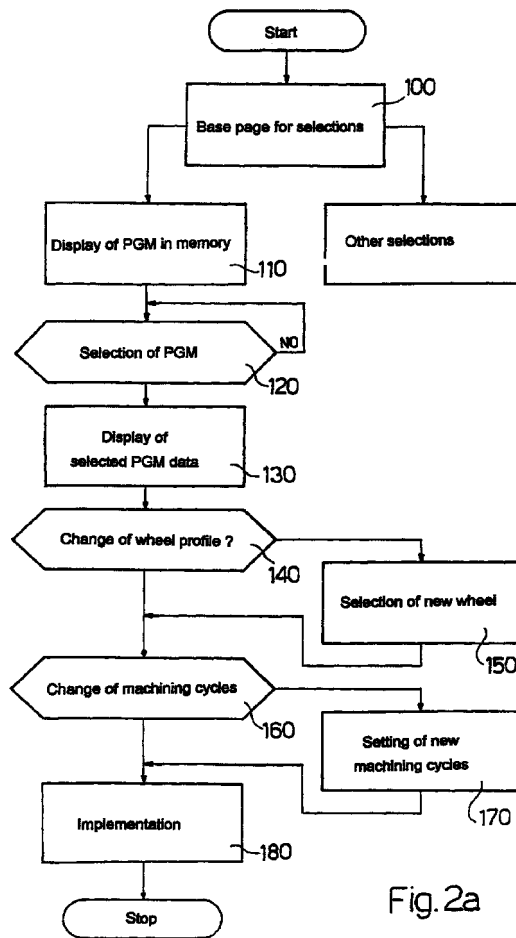 Start
100
Base page for selections
Display of PGM in memory
110
Other selections
NO
Selection of PGM
120
Display of
selected PGM data
130
Change of wheel profile ?
140
Selection of new wheel
150
Change of machining cycles
160
Setting of new
machining cycles
170
Implementation
180
Stop
Fig. 2a